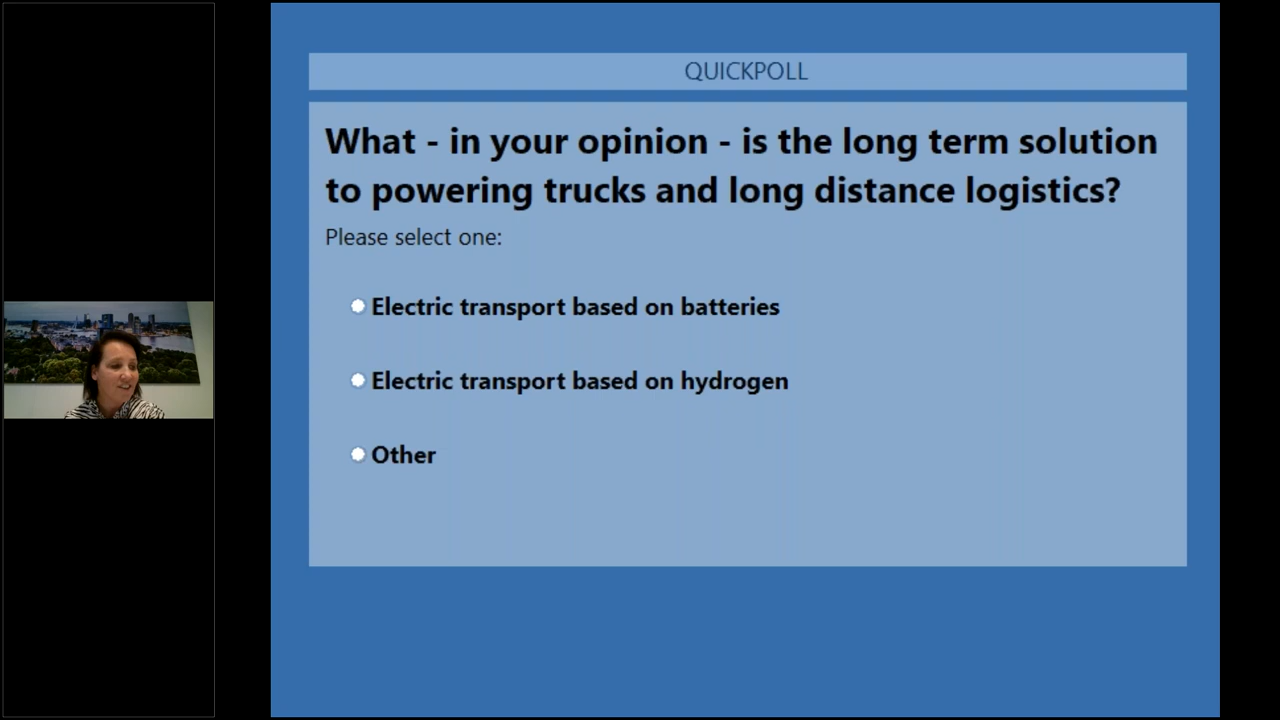 QUICKPOLL
What - in your opinion - is the long term solution
to powering trucks and long distance logistics?
Please select one:
Electric transport based on batteries
Electric transport based on hydrogen
Other